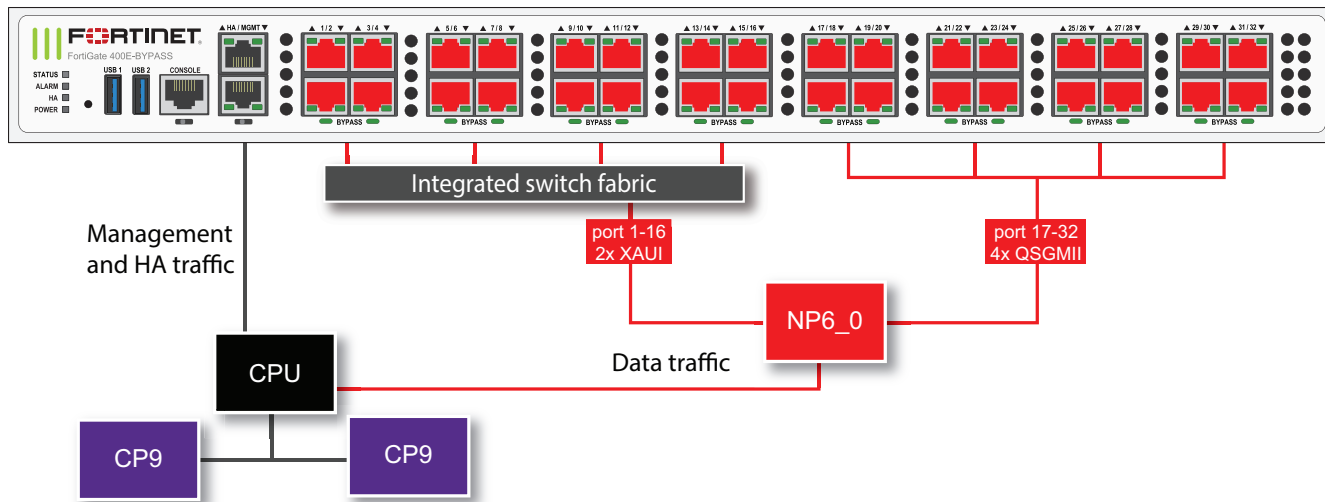 ▲ HA / MGMT ▼
▲ 1 / 2 ▼ ▲ 3 / 4 ▼
▲ 5 / 6 ▼ ▲ 7 / 8 ▼
▲ 9 / 10 ▼ ▲ 11 / 12 ▼
▲ 13 / 14 ▼ ▲ 15 / 16 ▼
▲ 17 / 18 ▼ ▲ 19 / 20 ▼
▲ 21 / 22 ▼ ▲ 23 / 24 ▼
▲ 25 / 26 ▼ ▲ 27 / 28 ▼
▲ 29 / 30 ▼ ▲ 31 / 32 ▼
FORTINET
FortiGate 400E-BYPASS
STATUS
ALARM
HA
POWER
USB 1
USB 2
CONSOLE
BYPASS
BYPASS
BYPASS
BYPASS
BYPASS
BYPASS
BYPASS
BYPASS
Integrated switch fabric
Management
and HA traffic
port 1-16
2x XAUI
port 17-32
4x QSGMII
NP6_0
Data traffic
CPU
CP9
CP9